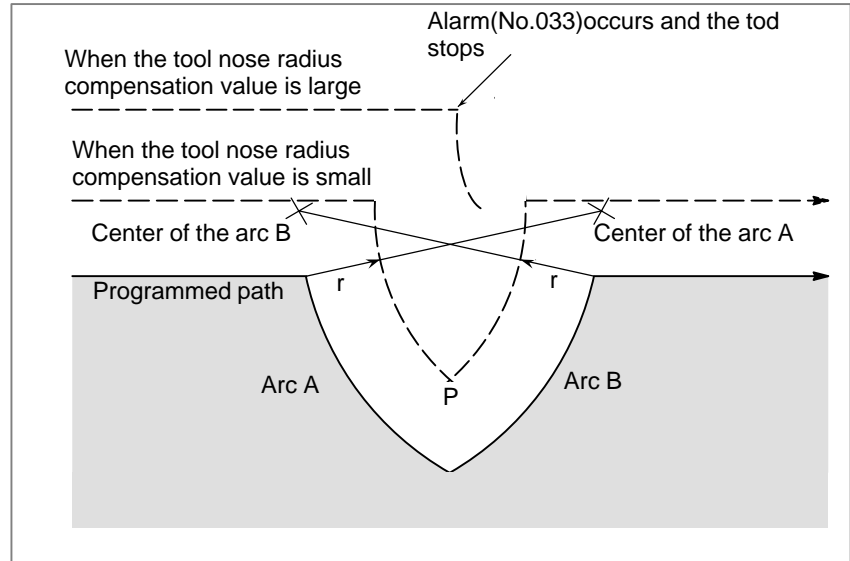 Alarm(No.033)occurs and the tod
stops
When the tool nose radius
compensation value is large
When the tool nose radius
compensation value is small
Center of the arc B
Center of the arc A
Programmed path
r
r
Arc A
P
Arc B